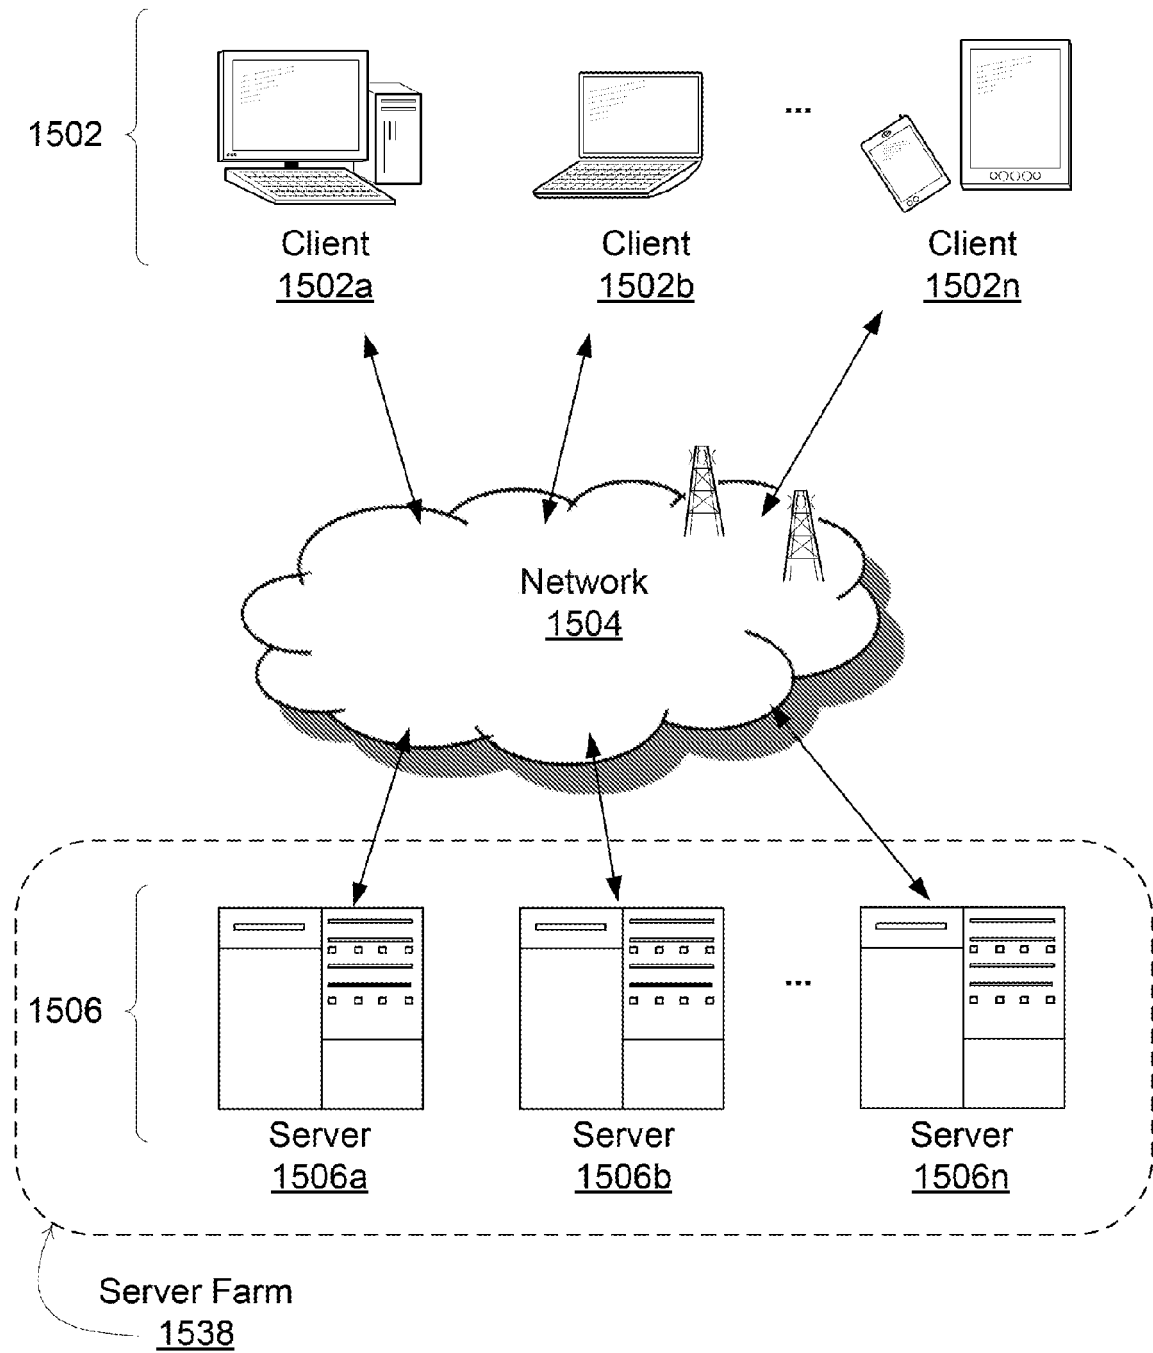 1502
...
Client
1502a
Client
1502b
Client
1502n
Network
1504
1506
...
Server
1506a
Server
1506b
Server
1506n
Server Farm
1538